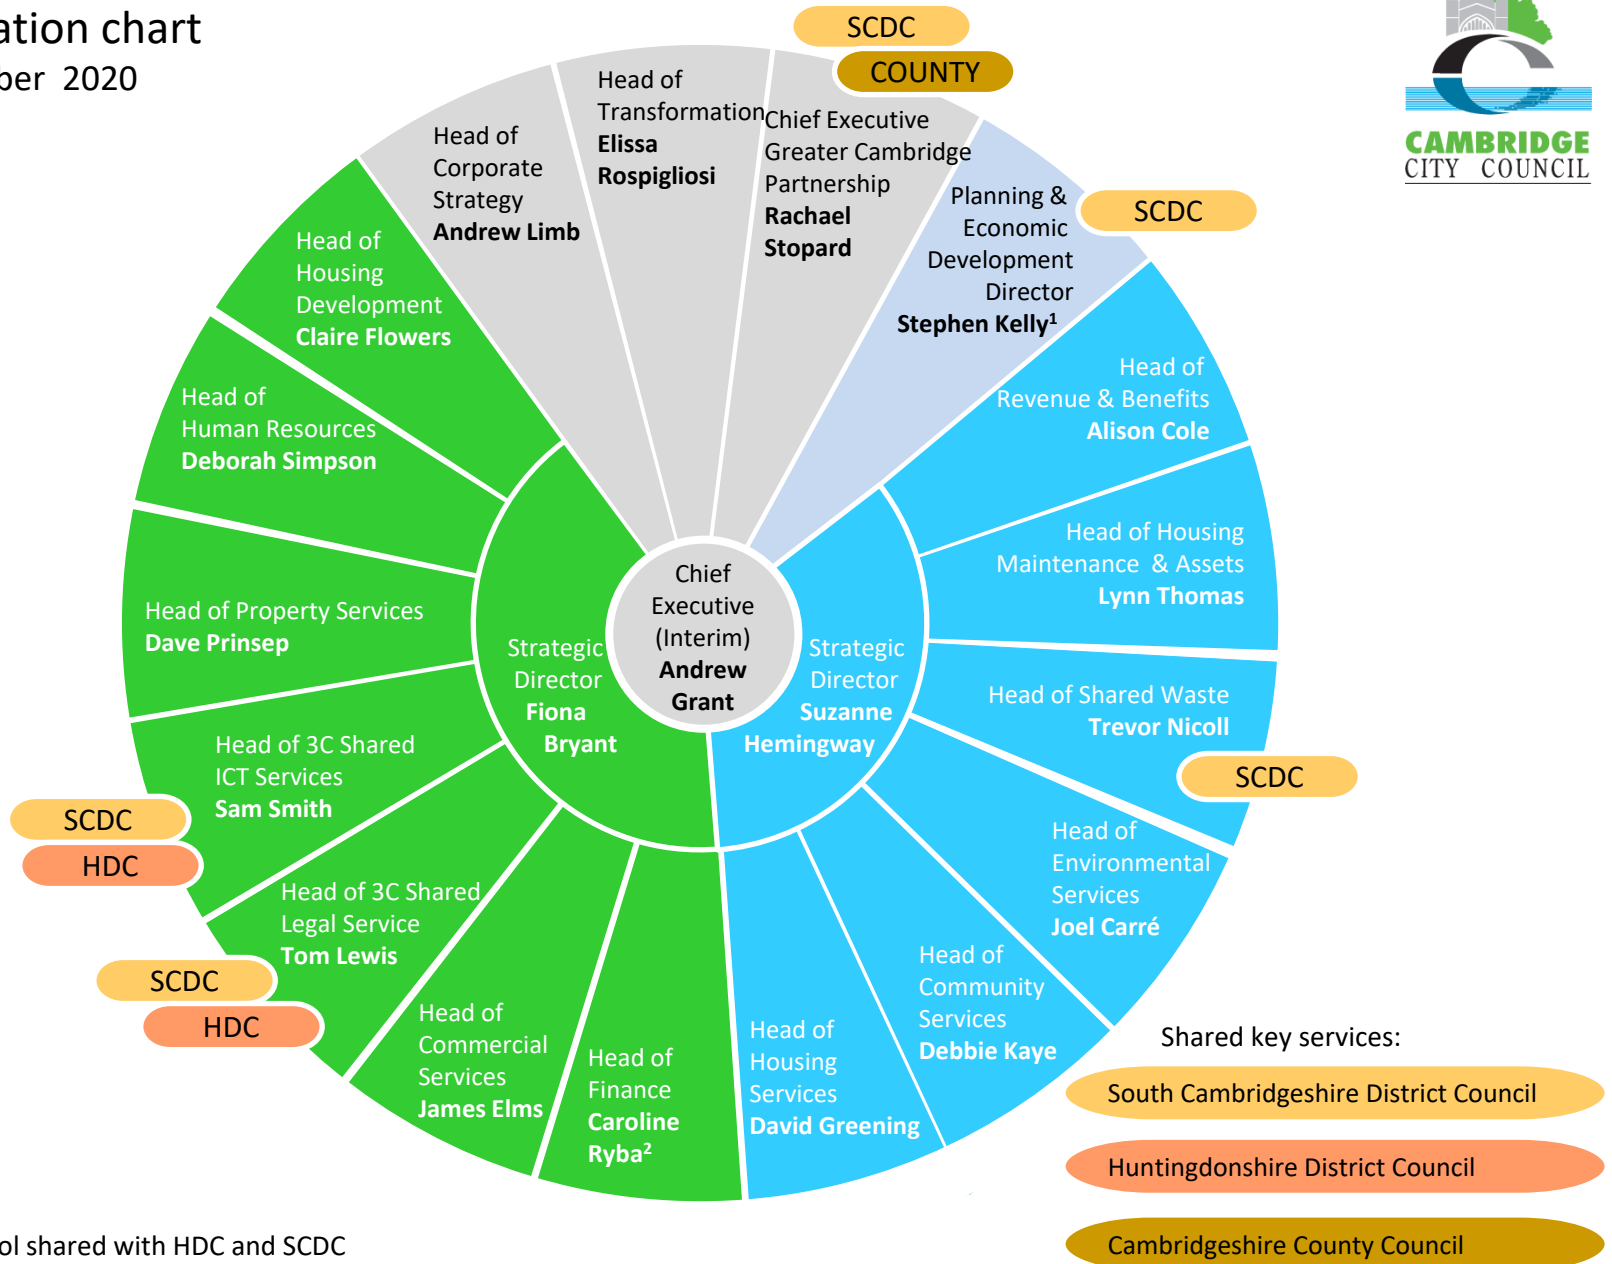 ation chart
ber 2020
SCDC
COUNTY
CAMBRIDGE
CITY COUNCIL
Head of
Corporate
Strategy
Andrew Limb
Head of
Transformation
Elissa
Rospigliosi
Chief Executive
Greater Cambridge
Partnership
Rachael
Stopard
Planning &
Economic
Development
Director
Stephen Kelly¹
SCDC
Head of
Revenue & Benefits
Alison Cole
Head of Housing
Maintenance & Assets
Lynn Thomas
Head of Shared Waste
Trevor Nicoll
SCDC
Head of
Environmental
Services
Joel Carré
Head of
Community
Services
Debbie Kaye
Head of
Housing
Services
David Greening
Head of
Finance
Caroline
Ryba²
Head of
Commercial
Services
James Elms
Head of 3C Shared
Legal Service
Tom Lewis
SCDC
HDC
Head of 3C Shared
ICT Services
Sam Smith
SCDC
HDC
Head of Property Services
Dave Prinsep
Head of
Human Resources
Deborah Simpson
Head of
Housing
Development
Claire Flowers
Strategic
Director
Fiona
Bryant
Chief
Executive
(Interim)
Andrew
Grant
Strategic
Director
Suzanne
Hemingway
Shared key services:
South Cambridgeshire District Council
Huntingdonshire District Council
Cambridgeshire County Council
ol shared with HDC and SCDC